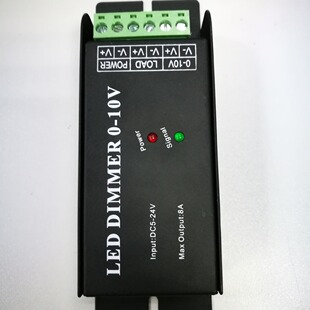 V+ V- V+ V- V- V+
POWER LOAD 0-10V
LED DIMMER 0-10V
Power
Signal
Input:DC5-24V
Max Output:8A